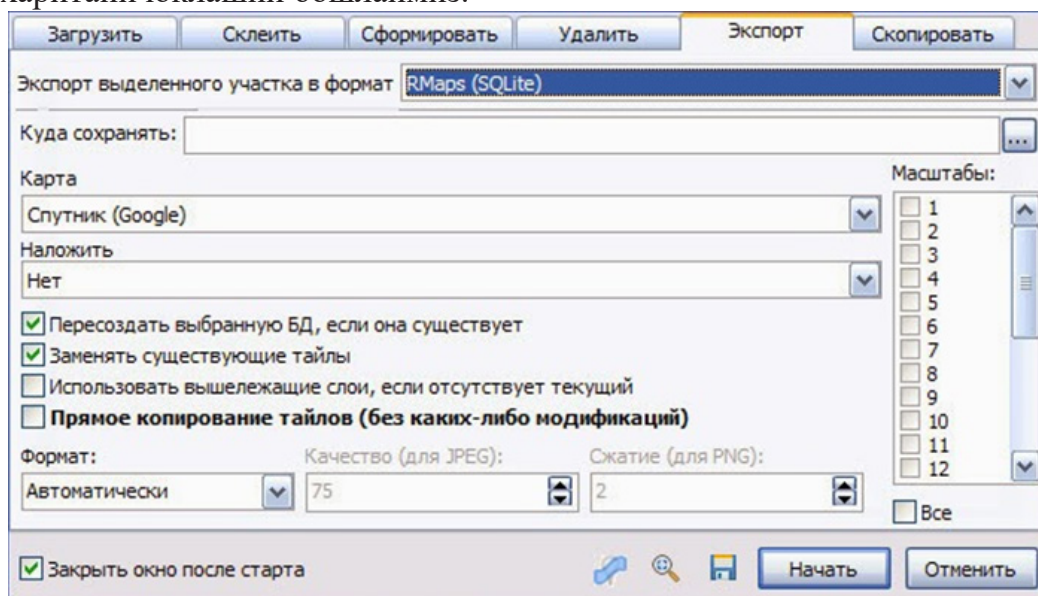 Загрузить Склеить Сформировать Удалить Экспорт Скопировать
Экспорт выделенного участка в формат RMaps (SQLite)
Куда сохранять: ...
Карта
Спутник (Google)
Наложить
Нет
Пересоздать выбранную БД, если она существует
Заменять существующие тайлы
Использовать вышележащие слои, если отсутствует текущий
Прямое копирование тайлов (без каких-либо модификаций)
Формат: Качество (для JPEG): Сжатие (для PNG):
Автоматически 75 2
Масштабы:
1
2
3
4
5
6
7
8
9
10
11
12
Все
Закрыть окно после старта Начать Отменить